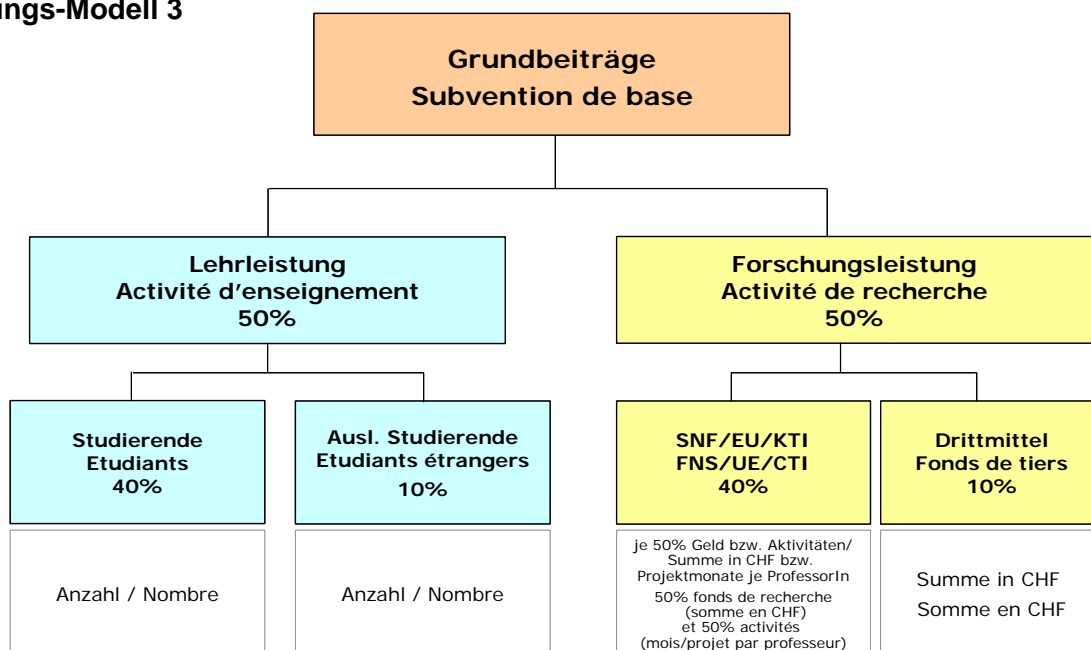 ungs-Modell 3
Grundbeiträge
Subvention de base
Lehrleistung
Activité d'enseignement
50%
Forschungsleistung
Activité de recherche
50%
Studierende
Etudiants
40%
Ausl. Studierende
Etudiants étrangers
10%
SNF/EU/KTI
FNS/UE/CTI
40%
Drittmittel
Fonds de tiers
10%
Anzahl / Nombre
Anzahl / Nombre
je 50% Geld bzw. Aktivitäten/
Summe in CHF bzw.
Projektmonate je ProfessorIn
50% fonds de recherche
(somme en CHF)
et 50% activités
(mois/projet par professeur)
Summe in CHF
Somme en CHF